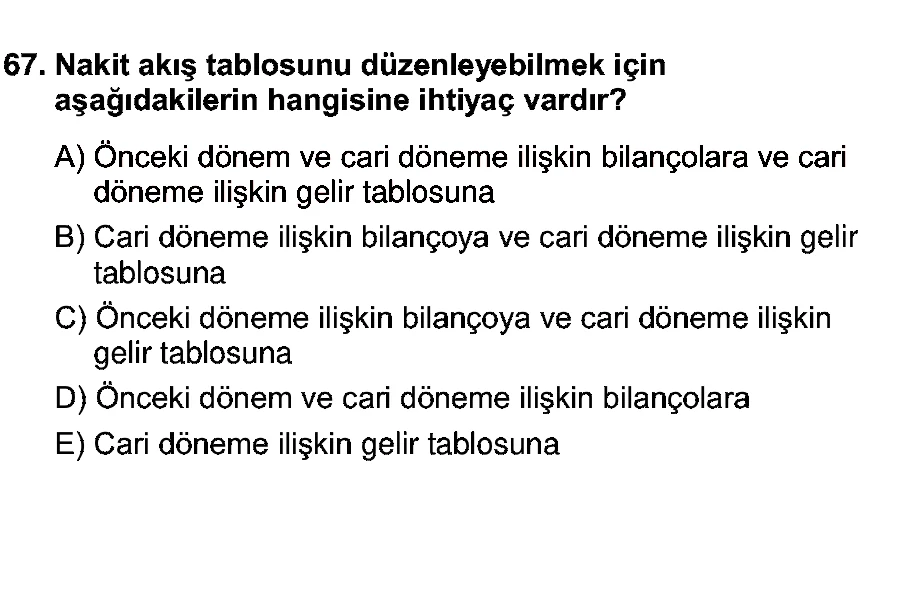 67. Nakit akış tablosunu düzenleyebilmek için
aşağıdakilerin hangisine ihtiyaç vardır?
A) Önceki dönem ve cari döneme ilişkin bilançolara ve cari
döneme ilişkin gelir tablosuna
B) Cari döneme ilişkin bilançoya ve cari döneme ilişkin gelir
tablosuna
C) Önceki döneme ilişkin bilançoya ve cari döneme ilişkin
gelir tablosuna
D) Önceki dönem ve cari döneme ilişkin bilançolara
E) Cari döneme ilişkin gelir tablosuna